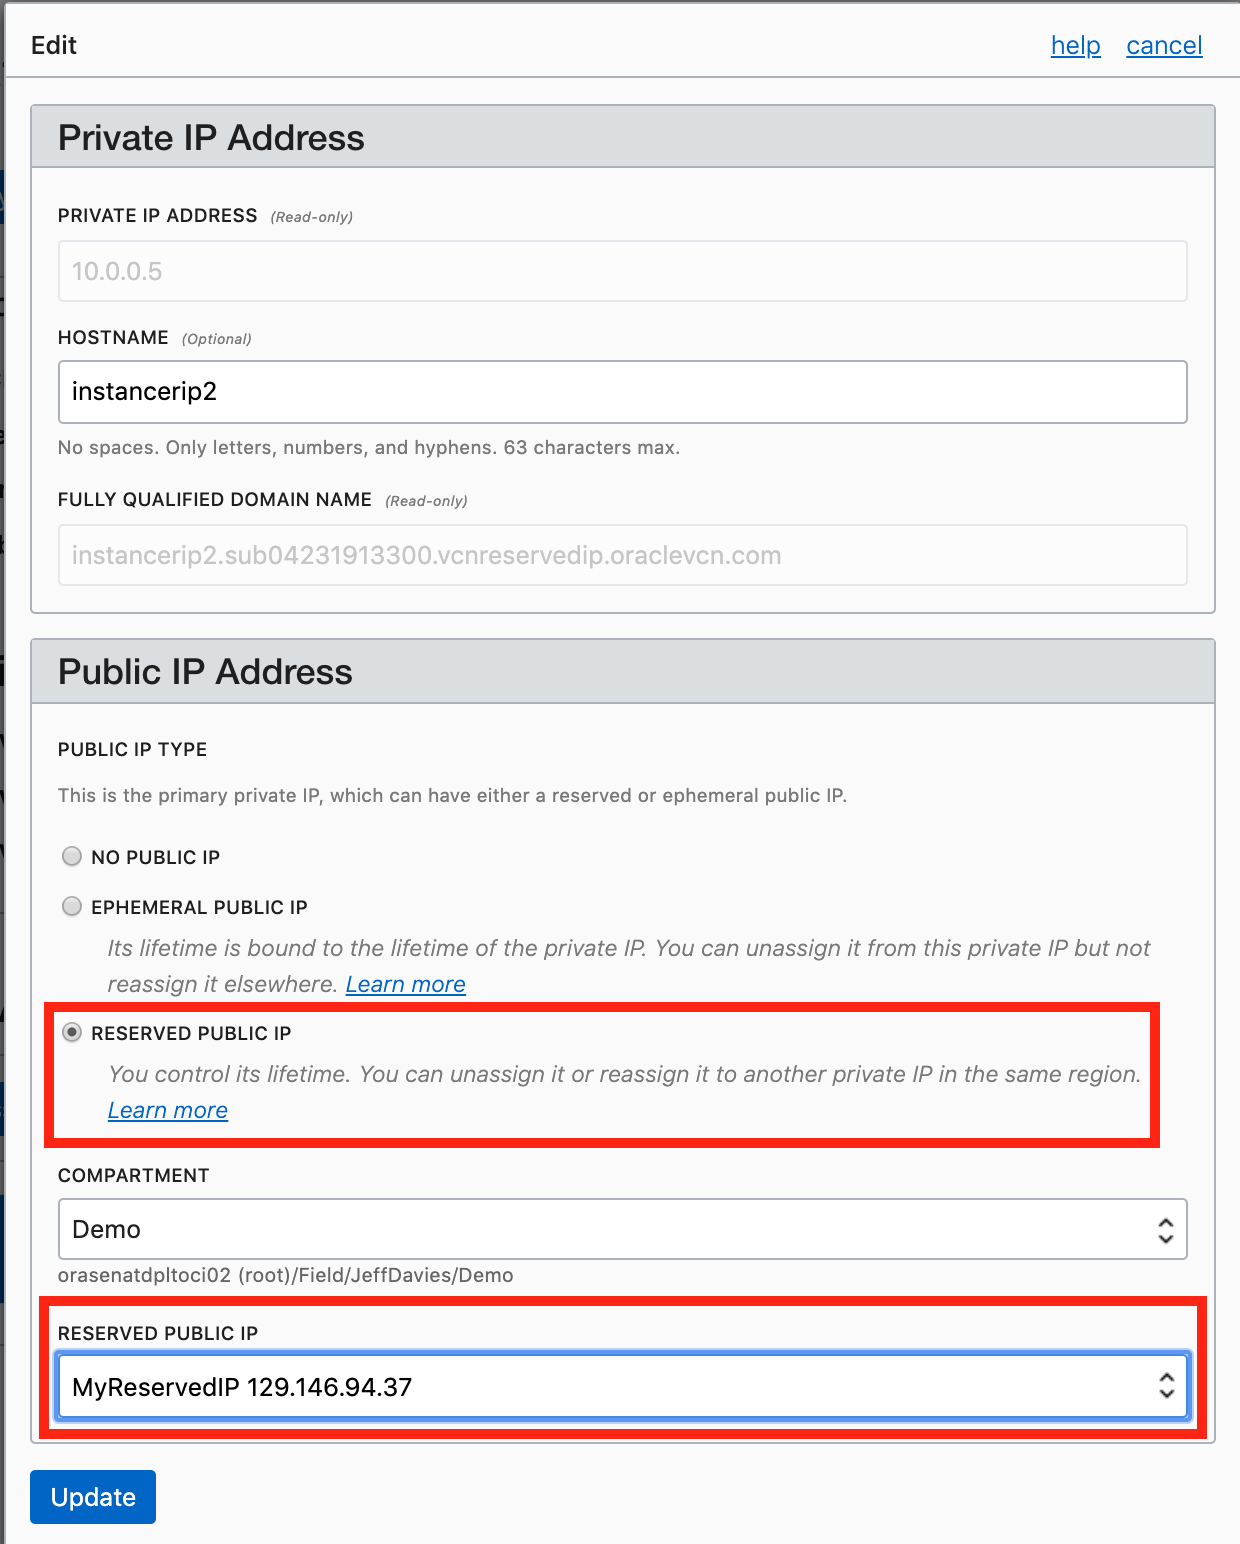 Edit
help cancel
Private IP Address
PRIVATE IP ADDRESS (Read-only)
10.0.0.5
HOSTNAME (Optional)
instancerip2
No spaces. Only letters, numbers, and hyphens. 63 characters max.
FULLY QUALIFIED DOMAIN NAME (Read-only)
instancerip2.sub04231913300.vcnreservedip.oraclevcn.com
Public IP Address
PUBLIC IP TYPE
This is the primary private IP, which can have either a reserved or ephemeral public IP.
NO PUBLIC IP
EPHEMERAL PUBLIC IP
Its lifetime is bound to the lifetime of the private IP. You can unassign it from this private IP but not
reassign it elsewhere. Learn more
RESERVED PUBLIC IP
You control its lifetime. You can unassign it or reassign it to another private IP in the same region.
Learn more
COMPARTMENT
Demo
orasenatdpltoci02 (root)/Field/JeffDavies/Demo
RESERVED PUBLIC IP
MyReservedIP 129.146.94.37
Update